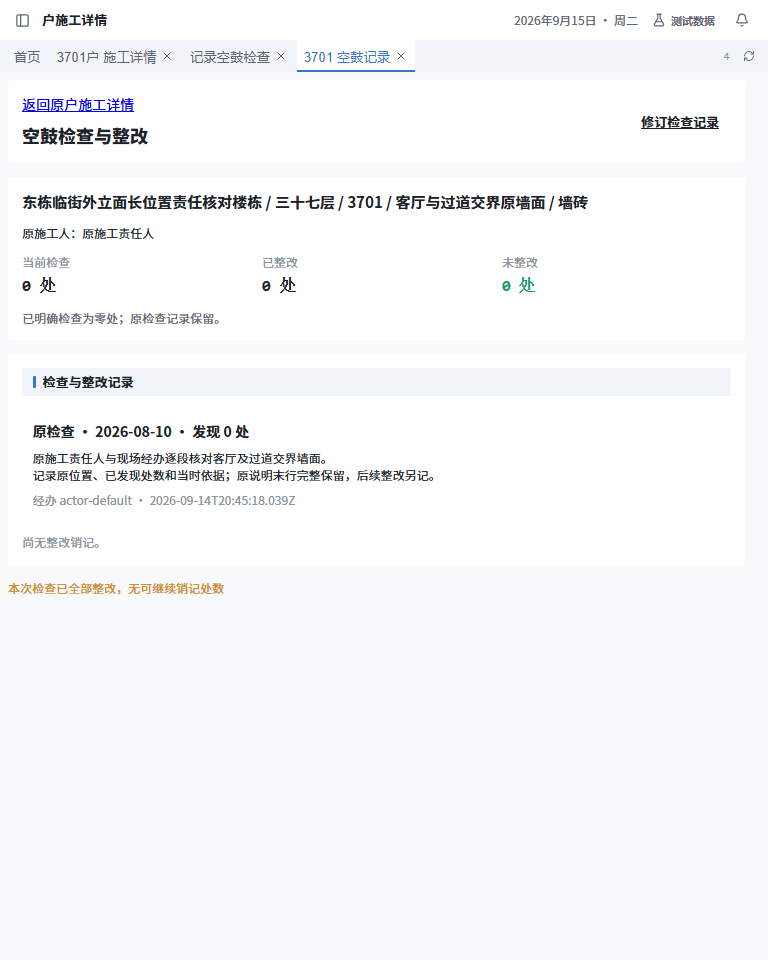 户施工详情
2026年9月15日 • 周二
测试数据
首页
3701户 施工详情
记录空鼓检查
3701 空鼓记录
4
返回原户施工详情
空鼓检查与整改
修订检查记录
东栋临街外立面长位置责任核对楼栋 / 三十七层 / 3701 / 客厅与过道交界原墙面 / 墙砖
原施工人：原施工责任人
当前检查
已整改
未整改
0 处
0 处
0 处
已明确检查为零处；原检查记录保留。
检查与整改记录
原检查 • 2026-08-10 • 发现 0 处
原施工责任人与现场经办逐段核对客厅及过道交界墙面。
记录原位置、已发现处数和当时依据；原说明末行完整保留，后续整改另记。
经办 actor-default • 2026-09-14T20:45:18.039Z
尚无整改销记。
本次检查已全部整改，无可继续销记处数